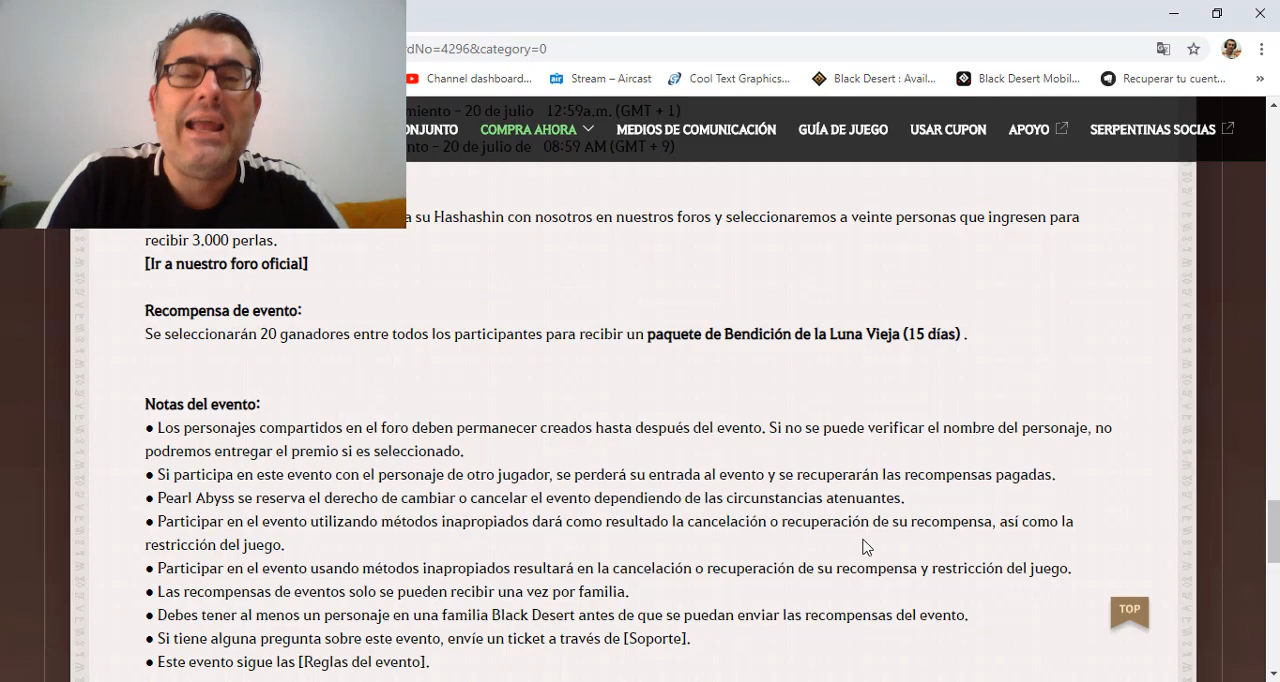 rdNo=4296&category=0
Channel dashboard... Stream – Aircast Cool Text Graphics... Black Desert : Avail... Black Desert Mobil... Recuperar tu cuent... »
miento – 20 de julio 12:59a.m. (GMT + 1)
ONJUNTO COMPRA AHORA MEDIOS DE COMUNICACIÓN GUÍA DE JUEGO USAR CUPON APOYO SERPENTINAS SOCIAS
nto – 20 de julio de 08:59 AM (GMT + 9)
a su Hashashin con nosotros en nuestros foros y seleccionaremos a veinte personas que ingresen para
recibir 3,000 perlas.
[Ir a nuestro foro oficial]
Recompensa de evento:
Se seleccionarán 20 ganadores entre todos los participantes para recibir un paquete de Bendición de la Luna Vieja (15 días) .
Notas del evento:
● Los personajes compartidos en el foro deben permanecer creados hasta después del evento. Si no se puede verificar el nombre del personaje, no
podremos entregar el premio si es seleccionado.
● Si participa en este evento con el personaje de otro jugador, se perderá su entrada al evento y se recuperarán las recompensas pagadas.
● Pearl Abyss se reserva el derecho de cambiar o cancelar el evento dependiendo de las circunstancias atenuantes.
● Participar en el evento utilizando métodos inapropiados dará como resultado la cancelación o recuperación de su recompensa, así como la
restricción del juego.
● Participar en el evento usando métodos inapropiados resultará en la cancelación o recuperación de su recompensa y restricción del juego.
● Las recompensas de eventos solo se pueden recibir una vez por familia.
● Debes tener al menos un personaje en una familia Black Desert antes de que se puedan enviar las recompensas del evento.
TOP
● Si tiene alguna pregunta sobre este evento, envíe un ticket a través de [Soporte].
● Este evento sigue las [Reglas del evento].